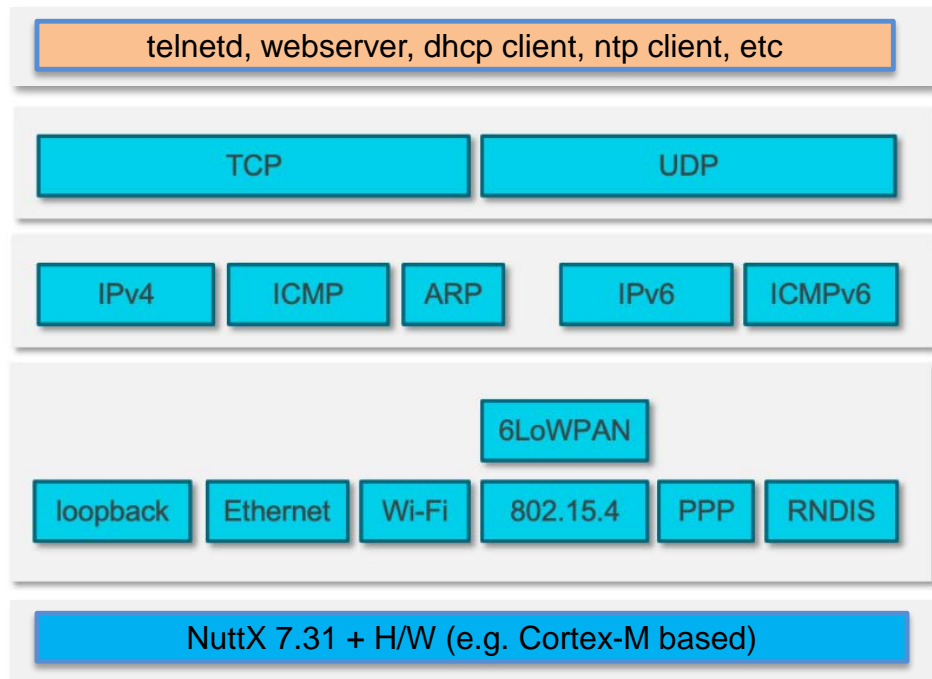 telnetd, webserver, dhcp client, ntp client, etc
TCP UDP
IPv4 ICMP ARP IPv6 ICMPv6
6LoWPAN
loopback Ethernet Wi-Fi 802.15.4 PPP RNDIS
NuttX 7.31 + H/W (e.g. Cortex-M based)